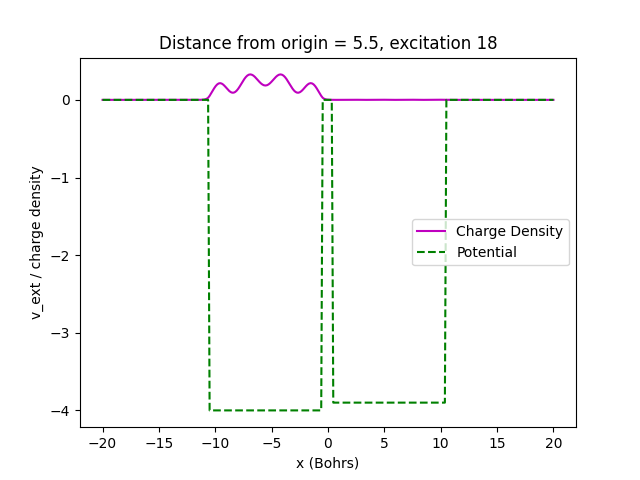 Distance from origin = 5.5, excitation 18
v_ext / charge density
0
−1
−2
−3
−4
Charge Density
Potential
−20 −15 −10 −5 0 5 10 15 20
x (Bohrs)